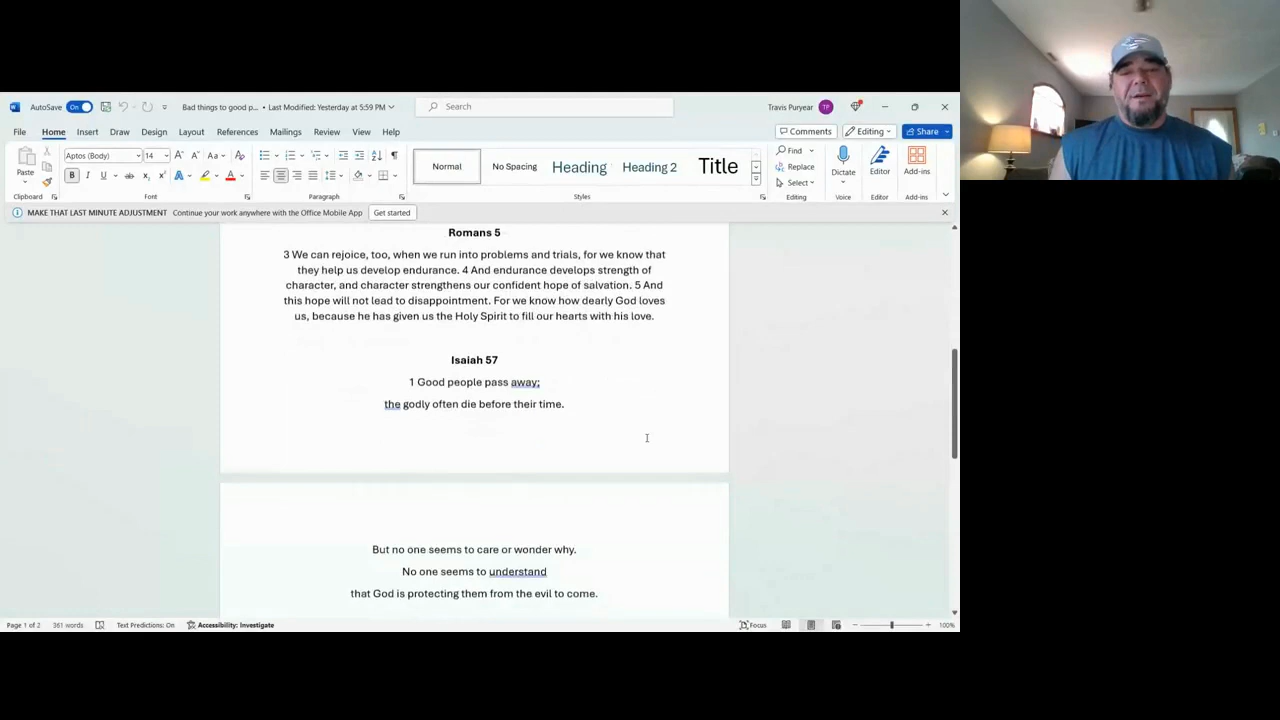 AutoSave On Bad things to good p... • Last Modified: Yesterday at 5:59 PM Search Travis Puryear TP
File Home Insert Draw Design Layout References Mailings Review View Help Comments Editing Share
Paste Aptos (Body) 14 A A Aa A Normal No Spacing Heading Heading 2 Title Find Replace Select Dictate Editor Add-ins
B I U ab x₂ x² A A
Clipboard Font Paragraph Styles Editing Voice Editor Add-ins
MAKE THAT LAST MINUTE ADJUSTMENT Continue your work anywhere with the Office Mobile App Get started
Romans 5
3 We can rejoice, too, when we run into problems and trials, for we know that
they help us develop endurance. 4 And endurance develops strength of
character, and character strengthens our confident hope of salvation. 5 And
this hope will not lead to disappointment. For we know how dearly God loves
us, because he has given us the Holy Spirit to fill our hearts with his love.
Isaiah 57
1 Good people pass away;
the godly often die before their time.
But no one seems to care or wonder why.
No one seems to understand
that God is protecting them from the evil to come.
Page 1 of 2 361 words Text Predictions: On Accessibility: Investigate Focus 100%